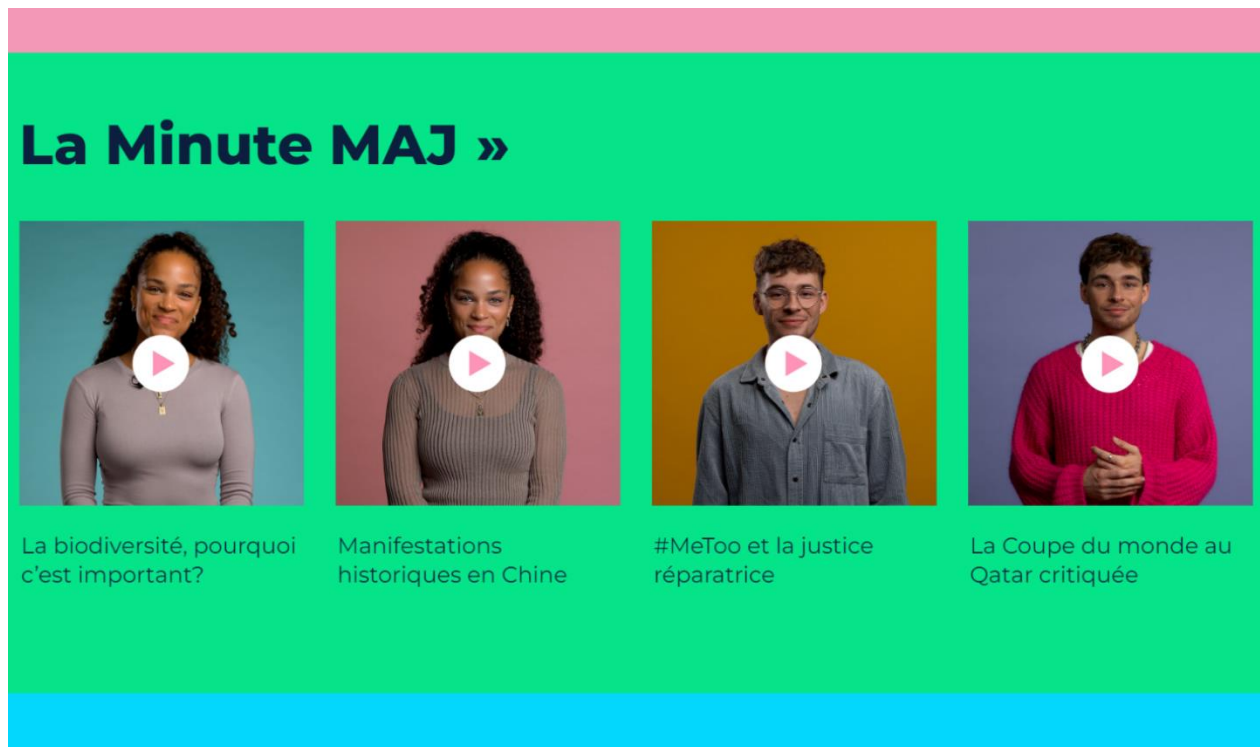 La Minute MAJ »
La biodiversité, pourquoi
c’est important?
Manifestations
historiques en Chine
#MeToo et la justice
réparatrice
La Coupe du monde au
Qatar critiquée